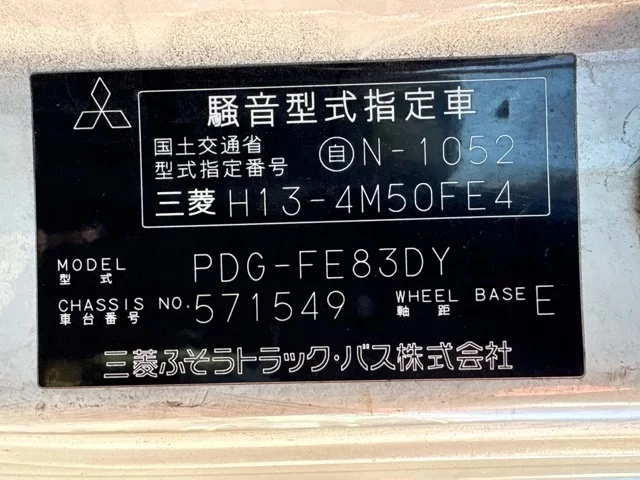 騒音型式指定車
国土交通省
型式指定番号 自N-1052
三菱 H13-4M50FE4
MODEL
型式 PDG-FE83DY
CHASSIS NO. 571549 WHEEL BASE E
車台番号 軸距
三菱ふそうトラック・バス株式会社